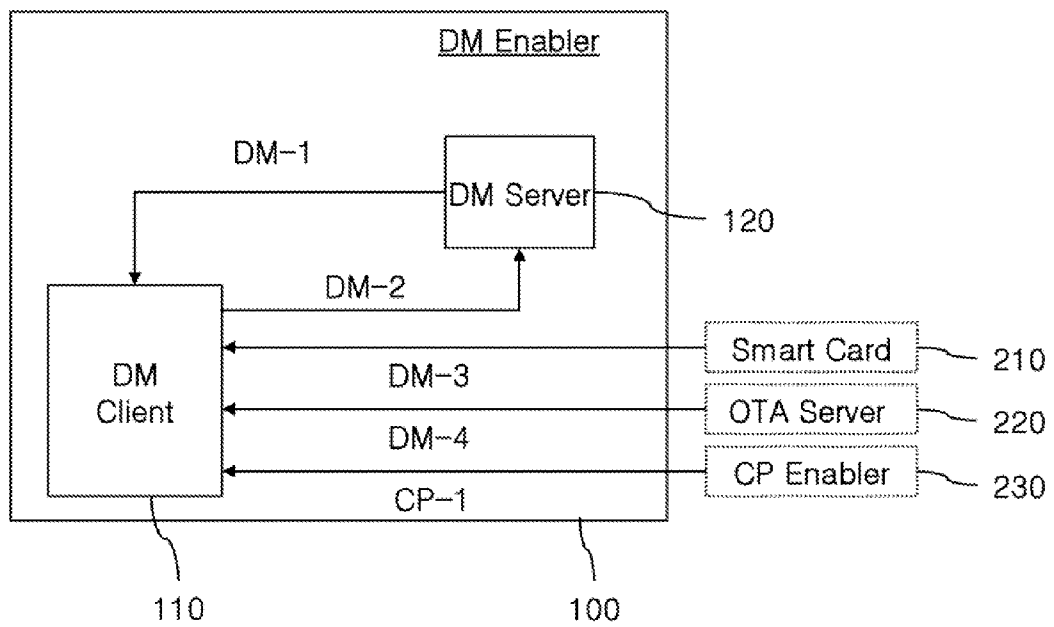 DM Enabler
DM-1
DM Server
120
DM-2
Smart Card
210
DM
Client
DM-3
OTA Server
220
DM-4
CP Enabler
230
CP-1
110
100